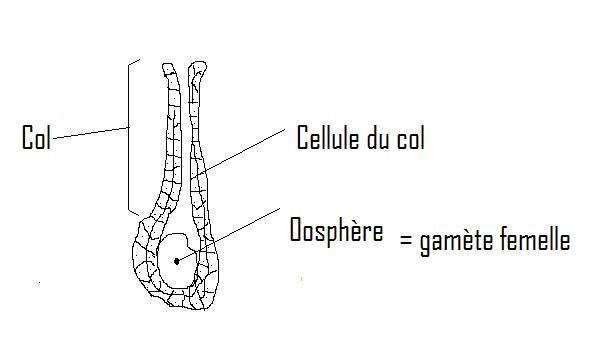 Col
Cellule du col
Oosphère = gamète femelle